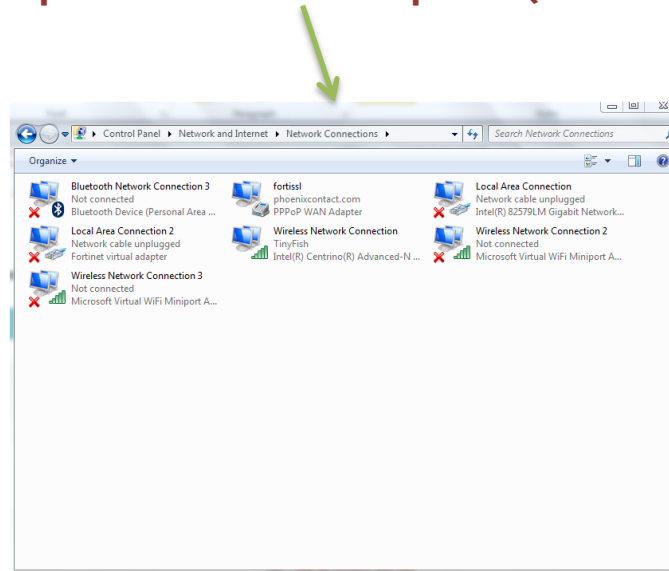 Control Panel ▸ Network and Internet ▸ Network Connections ▸
Search Network Connections
Organize
Bluetooth Network Connection 3
Not connected
Bluetooth Device (Personal Area ...
fortissl
phoenixcontact.com
PPPoP WAN Adapter
Local Area Connection
Network cable unplugged
Intel(R) 82579LM Gigabit Network...
Local Area Connection 2
Network cable unplugged
Fortinet virtual adapter
Wireless Network Connection
TinyFish
Intel(R) Centrino(R) Advanced-N ...
Wireless Network Connection 2
Not connected
Microsoft Virtual WiFi Miniport A...
Wireless Network Connection 3
Not connected
Microsoft Virtual WiFi Miniport A...